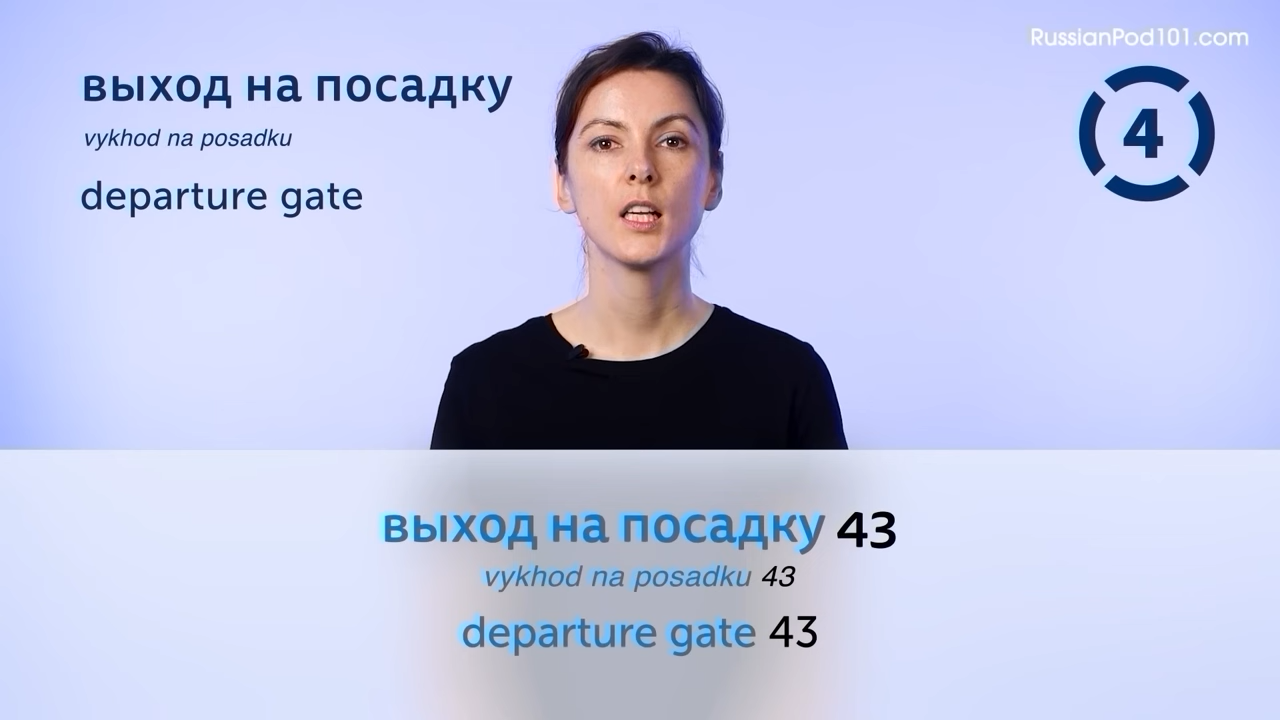 RussianPod101.com
выход на посадку
vykhod na posadku
departure gate
4
выход на посадку 43
vykhod na posadku 43
departure gate 43